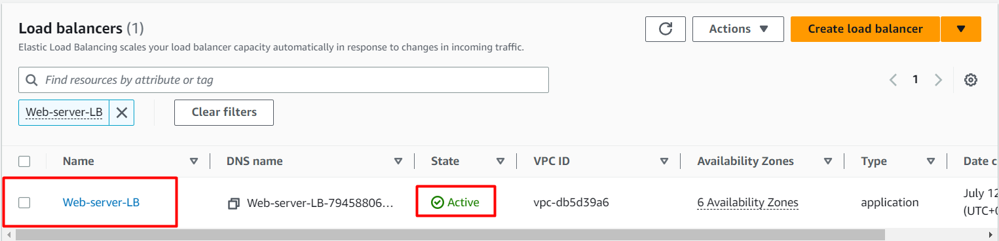 Load balancers (1)
Actions
Create load balancer
Elastic Load Balancing scales your load balancer capacity automatically in response to changes in incoming traffic.
Find resources by attribute or tag
1
Web-server-LB
Clear filters
Name DNS name State VPC ID Availability Zones Type Date c
Web-server-LB Web-server-LB-79458806... Active vpc-db5d39a6 6 Availability Zones application July 12
(UTC+0